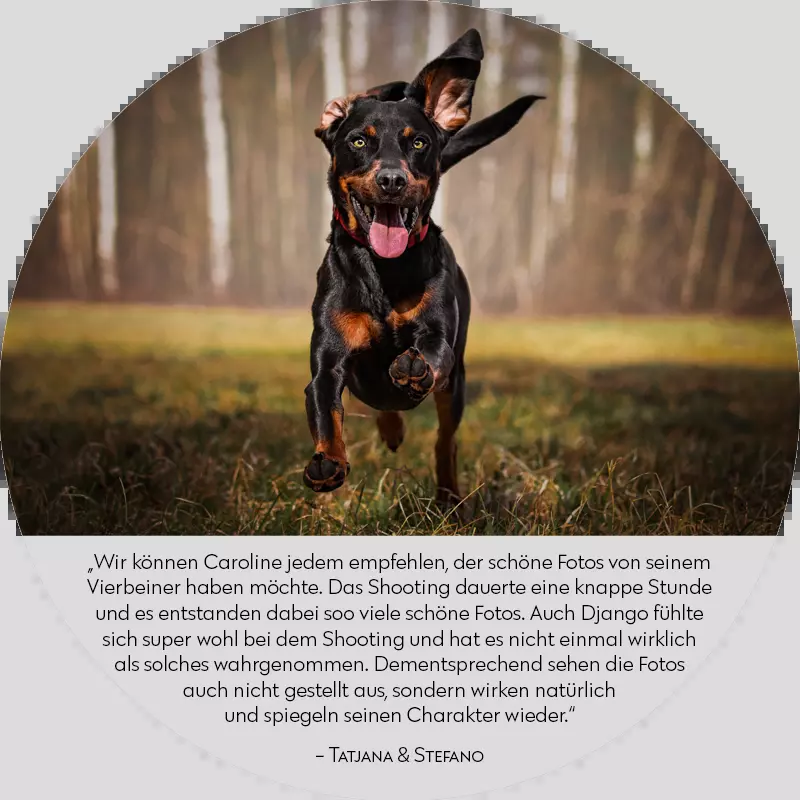 „Wir können Caroline jedem empfehlen, der schöne Fotos von seinem
Vierbeiner haben möchte. Das Shooting dauerte eine knappe Stunde
und es entstanden dabei soo viele schöne Fotos. Auch Django fühlte
sich super wohl bei dem Shooting und hat es nicht einmal wirklich
als solches wahrgenommen. Dementsprechend sehen die Fotos
auch nicht gestellt aus, sondern wirken natürlich
und spiegeln seinen Charakter wieder.“
– Tatjana & Stefano